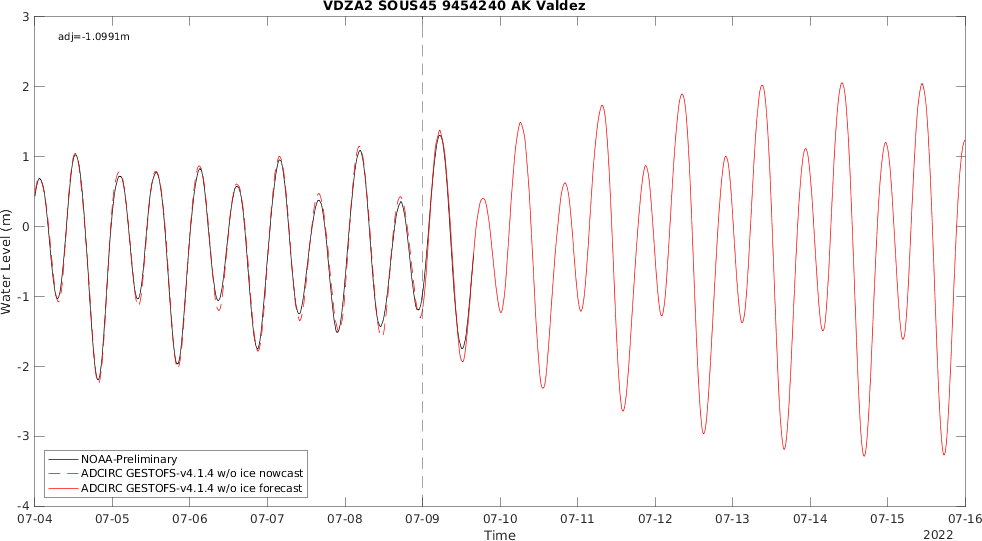 VDZA2 SOUS45 9454240 AK Valdez
adj=-1.0991m
3
2
1
0
-1
-2
-3
-4
Water Level (m)
NOAA-Preliminary
ADCIRC GESTOFS-v4.1.4 w/o ice nowcast
ADCIRC GESTOFS-v4.1.4 w/o ice forecast
07-04 07-05 07-06 07-07 07-08 07-09 07-10 07-11 07-12 07-13 07-14 07-15 07-16
Time
2022